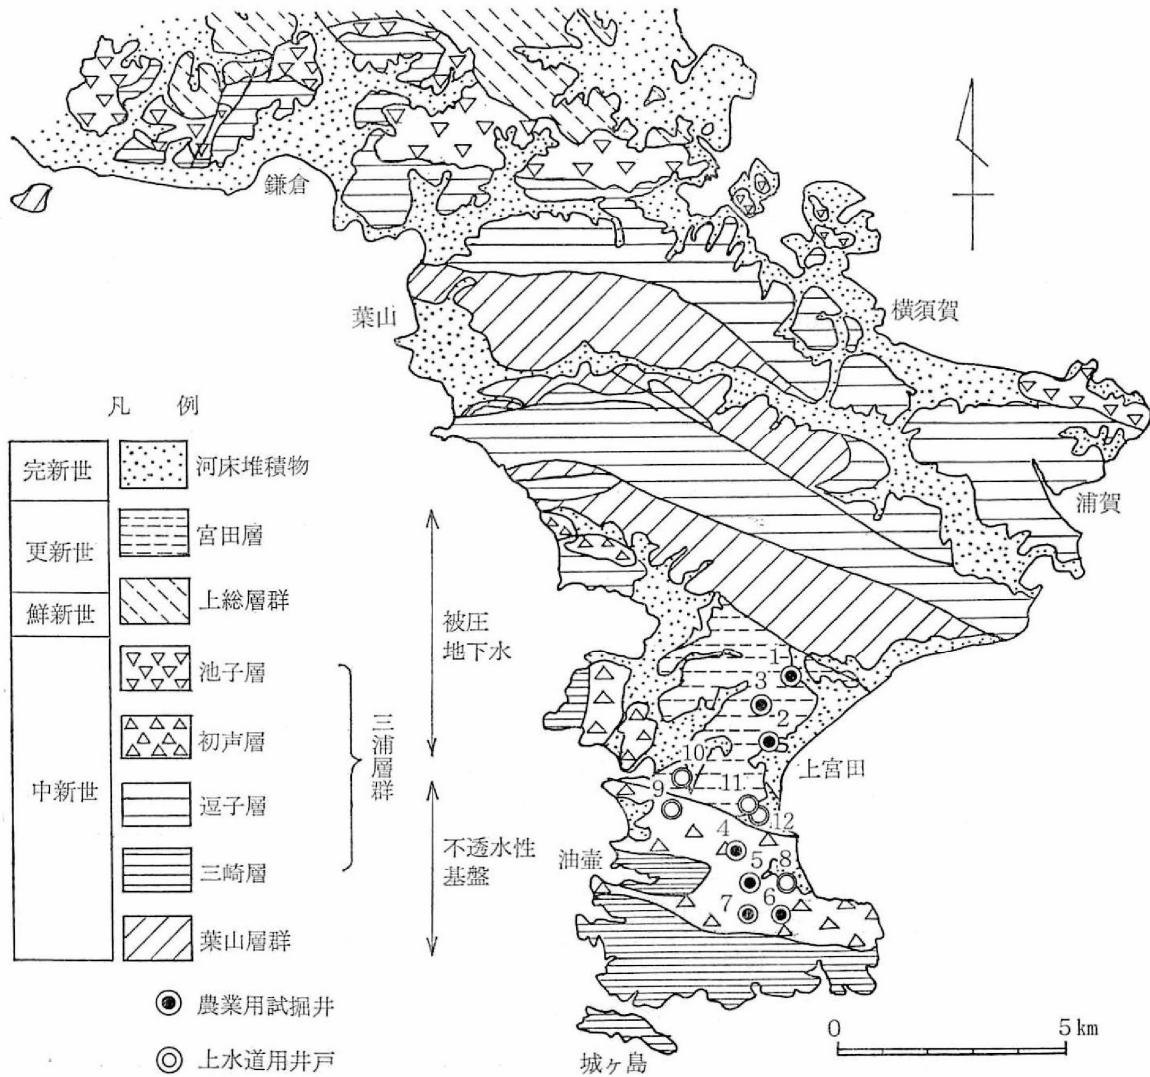 鎌倉
葉山
横須賀
浦賀
凡 例
完新世
河床堆積物
更新世
宮田層
鮮新世
上総層群
中新世
池子層
初声層
逗子層
三崎層
葉山層群
三浦層群
被圧
地下水
不透水性
基盤
農業用試掘井
上水道用井戸
1
3
2
上宮田
10
9
11
12
4
5
8
7
6
油壷
城ヶ島
0
5km